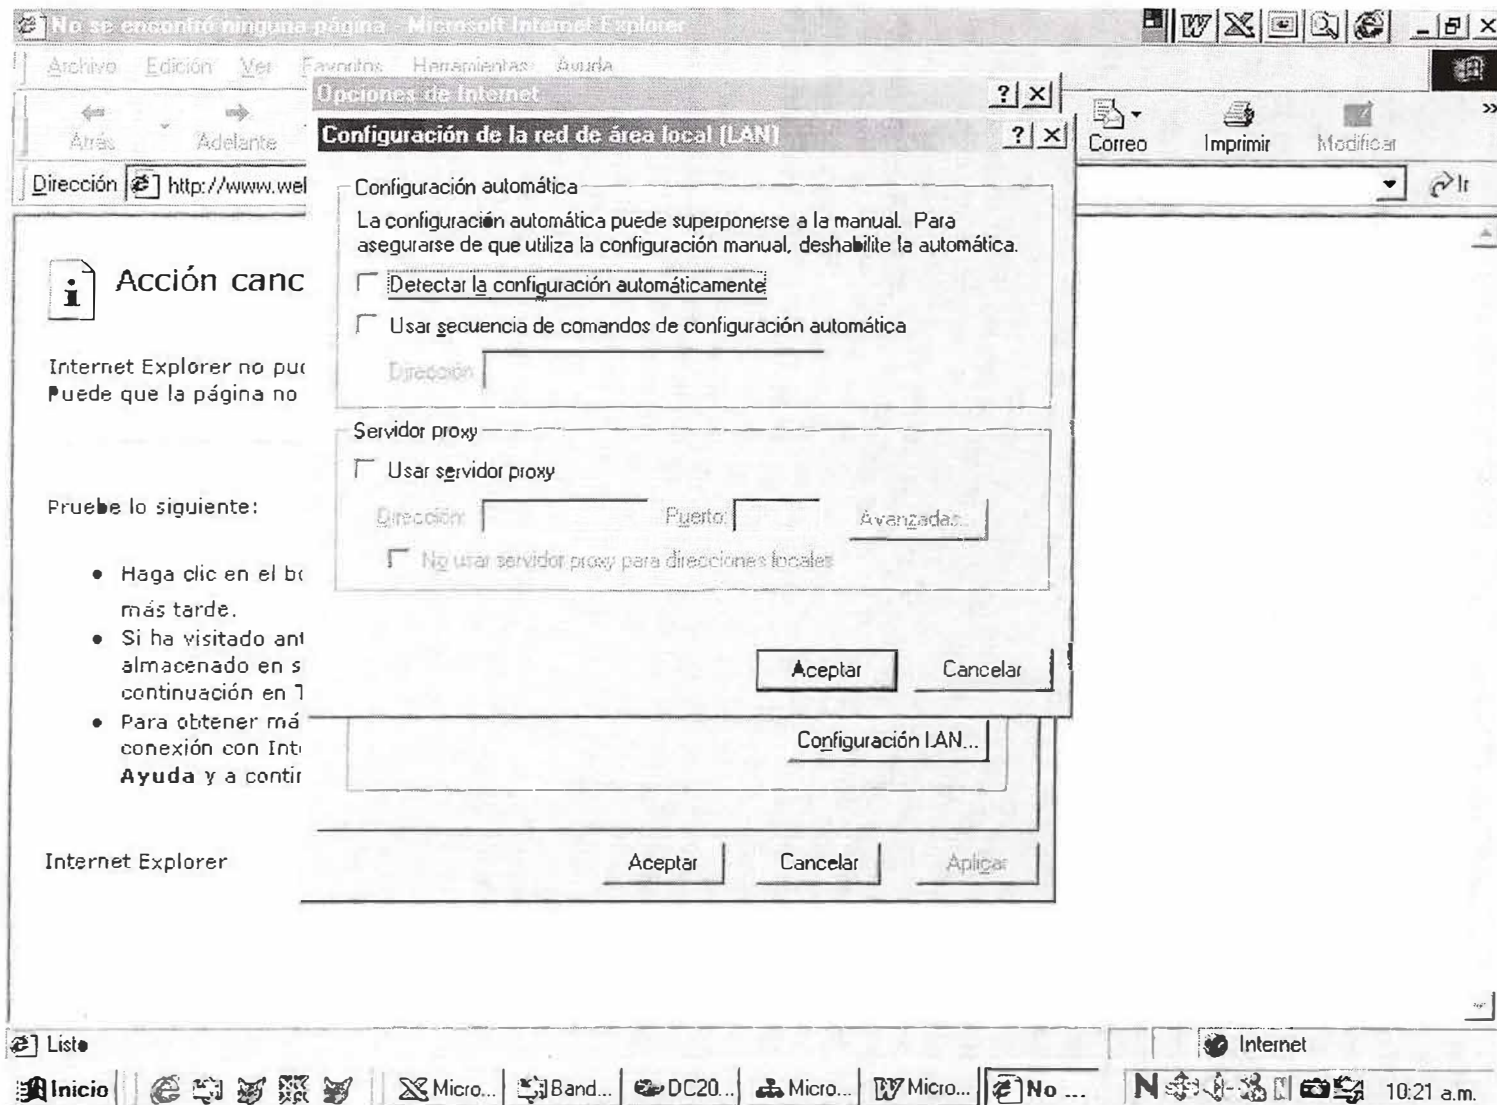 No se encontró ninguna página - Microsoft Internet Explorer
Archivo Edición Ver Favoritos Herramientas Ayuda
Atrás Adelante
Correo Imprimir Modificar
Dirección http://www.wel
Ir
Opciones de Internet
Configuración de la red de área local (LAN)
Configuración automática
La configuración automática puede superponerse a la manual. Para
asegurarse de que utiliza la configuración manual, deshabilite la automática.
Detectar la configuración automáticamente
Usar secuencia de comandos de configuración automática
Dirección
Servidor proxy
Usar servidor proxy
Dirección: Puerto: Avanzadas...
No usar servidor proxy para direcciones locales
Aceptar Cancelar
Configuración LAN...
Aceptar Cancelar Aplicar
Acción canc
Internet Explorer no pue
Puede que la página no
Pruebe lo siguiente:
• Haga clic en el bo
más tarde.
• Si ha visitado ant
almacenado en s
continuación en T
• Para obtener má
conexión con Inte
Ayuda y a contin
Internet Explorer
Listo
Internet
Inicio Micro... Band... DC20... Micro... Micro... No ... 10:21 a.m.